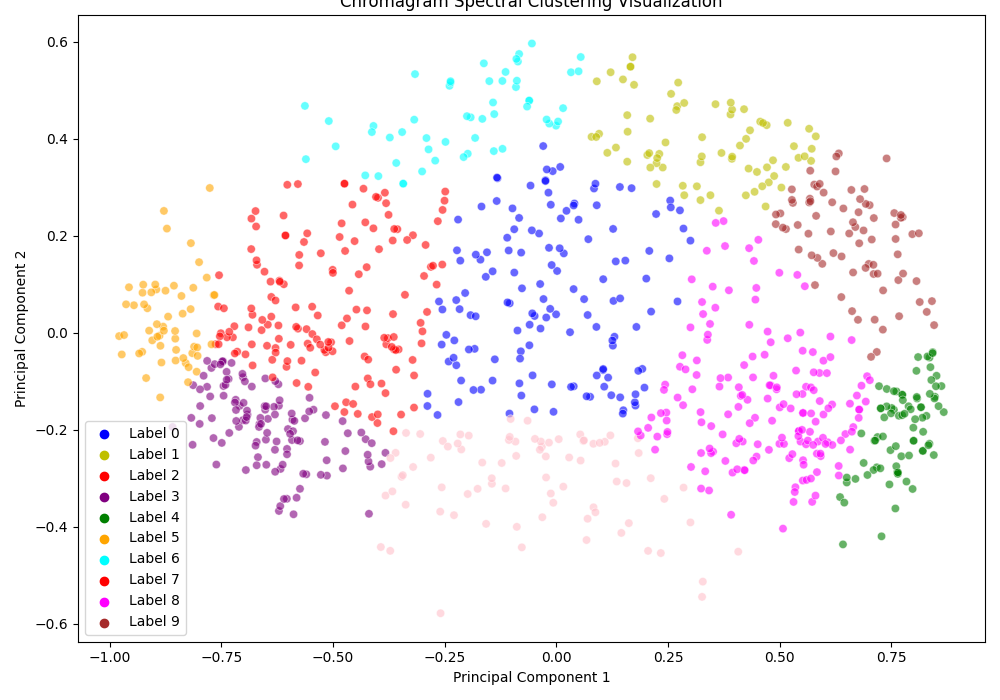 Chromagram Spectral Clustering Visualization
Principal Component 2
0.6
0.4
0.2
0.0
−0.2
−0.4
−0.6
Label 0
Label 1
Label 2
Label 3
Label 4
Label 5
Label 6
Label 7
Label 8
Label 9
−1.00
−0.75
−0.50
−0.25
0.00
0.25
0.50
0.75
Principal Component 1